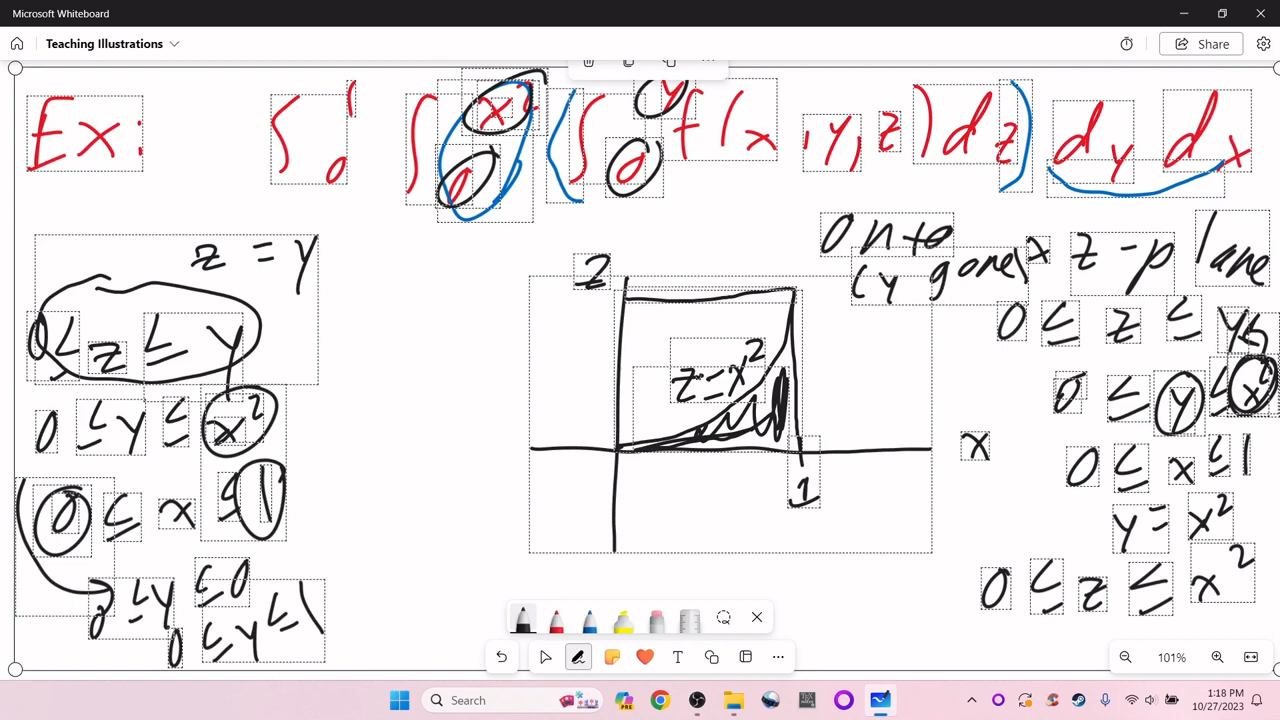 Microsoft Whiteboard
Teaching Illustrations
Share
Ex: ∫₀¹ ∫₀^x² (∫₀^y f(x,y,z)dz) dy dx
z = y
0 ≤ z ≤ y
0 ≤ y ≤ x²
0 ≤ x ≤ 1
0 ≤ y ≤ 0
0 ≤ y ≤ 1
z
z=x²
1
x
Onto
(y gone) xz-plane
0 ≤ z ≤ y
0 ≤ y ≤ x²
0 ≤ x ≤ 1
y = x²
0 ≤ z ≤ x²
101%
Search
PRE
1:18 PM
10/27/2023